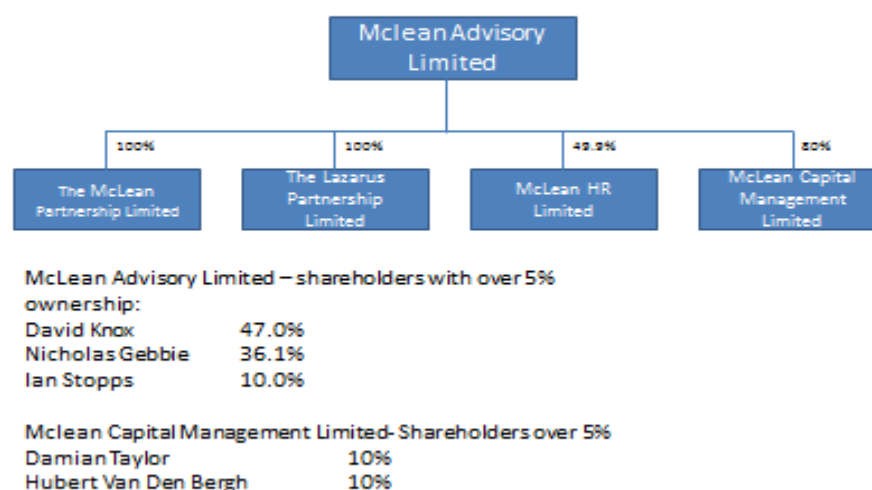 Mclean Advisory
Limited
100%
100%
49.9%
80%
The McLean
Partnership Limited
The Lazarus
Partnership
Limited
McLean HR
Limited
McLean Capital
Management
Limited
McLean Advisory Limited – shareholders with over 5%
ownership:
David Knox 47.0%
Nicholas Gebbie 36.1%
Ian Stopps 10.0%
Mclean Capital Management Limited- Shareholders over 5%
Damian Taylor 10%
Hubert Van Den Bergh 10%